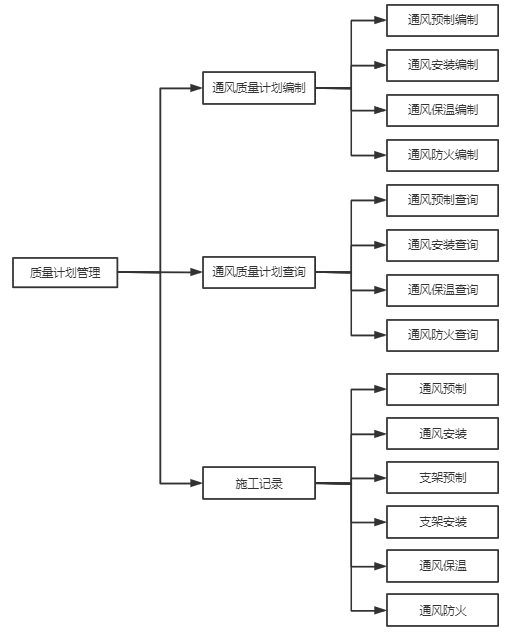 质量计划管理
通风质量计划编制
通风预制编制
通风安装编制
通风保温编制
通风防火编制
通风质量计划查询
通风预制查询
通风安装查询
通风保温查询
通风防火查询
施工记录
通风预制
通风安装
支架预制
支架安装
通风保温
通风防火